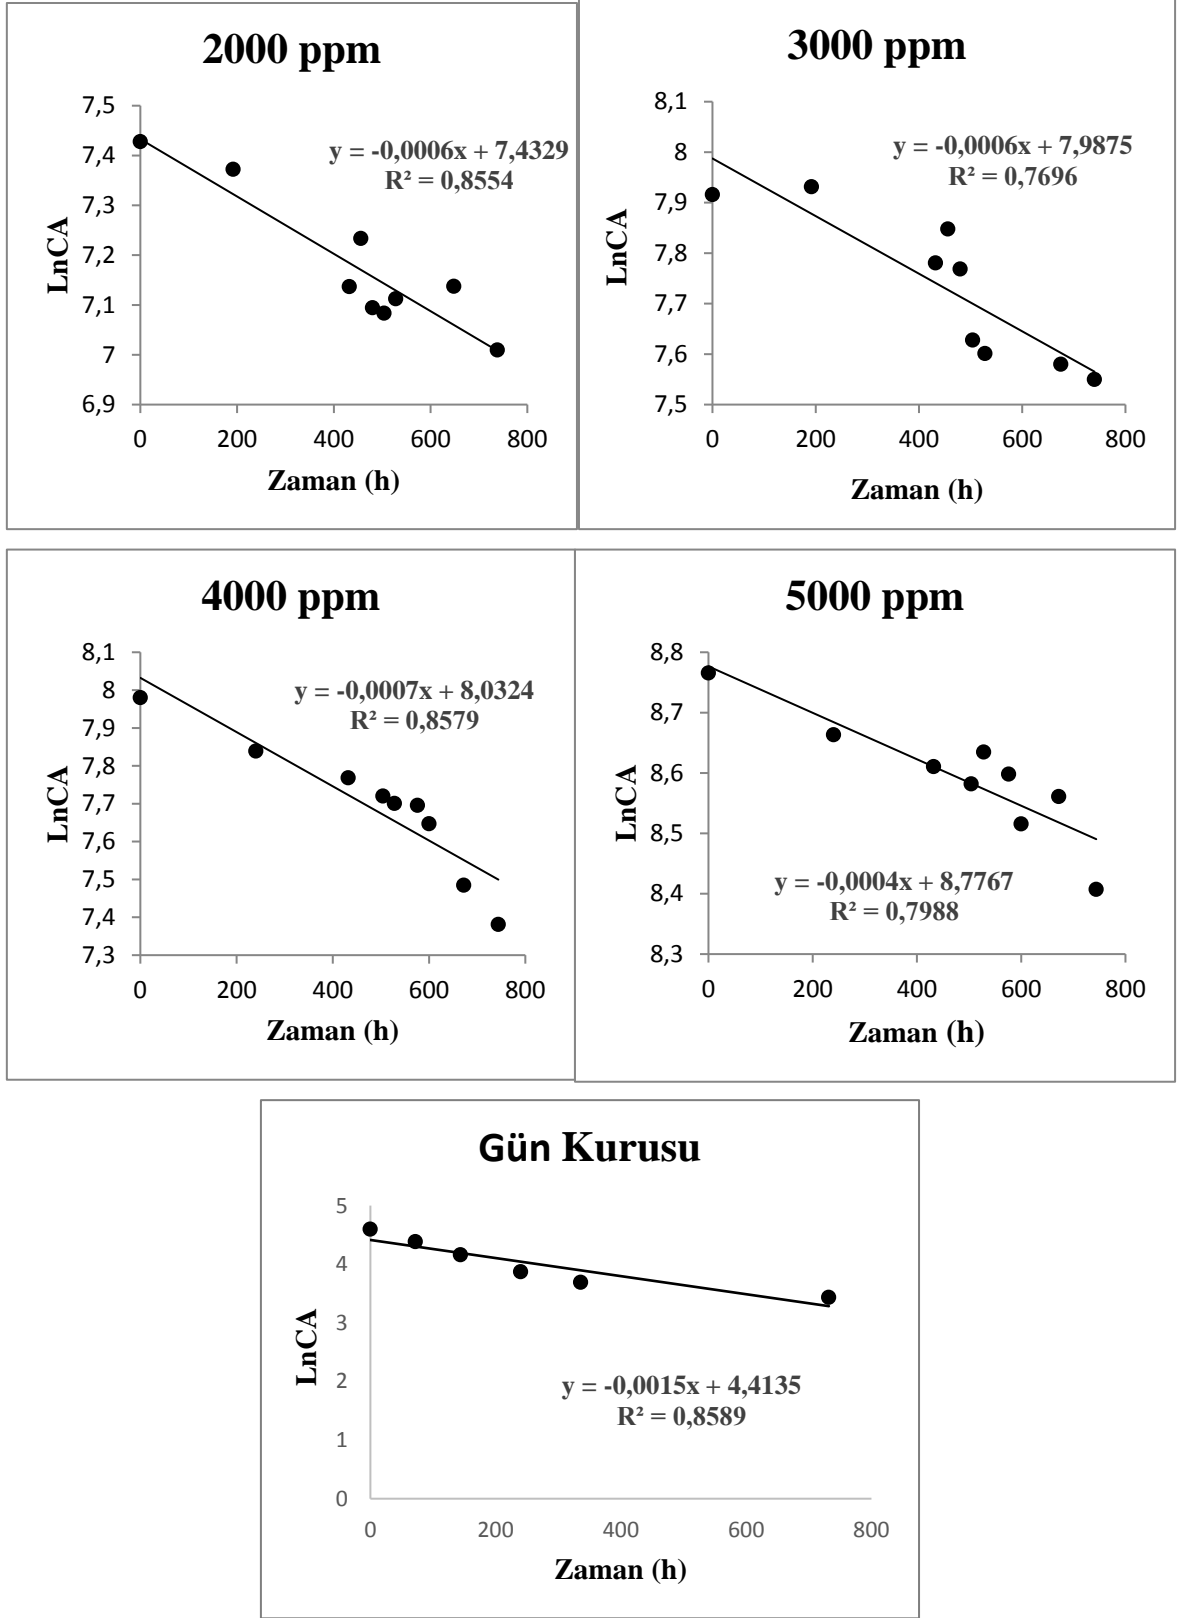 2000 ppm
7,5
7,4
7,3
7,2
7,1
7
6,9
y = -0,0006x + 7,4329
R² = 0,8554
LnCA
0 200 400 600 800
Zaman (h)
3000 ppm
8,1
8
7,9
7,8
7,7
7,6
7,5
y = -0,0006x + 7,9875
R² = 0,7696
LnCA
0 200 400 600 800
Zaman (h)
4000 ppm
8,1
8
7,9
7,8
7,7
7,6
7,5
7,4
7,3
y = -0,0007x + 8,0324
R² = 0,8579
LnCA
0 200 400 600 800
Zaman (h)
5000 ppm
8,8
8,7
8,6
8,5
8,4
8,3
y = -0,0004x + 8,7767
R² = 0,7988
LnCA
0 200 400 600 800
Zaman (h)
Gün Kurusu
5
4
3
2
1
0
y = -0,0015x + 4,4135
R² = 0,8589
LnCA
0 200 400 600 800
Zaman (h)